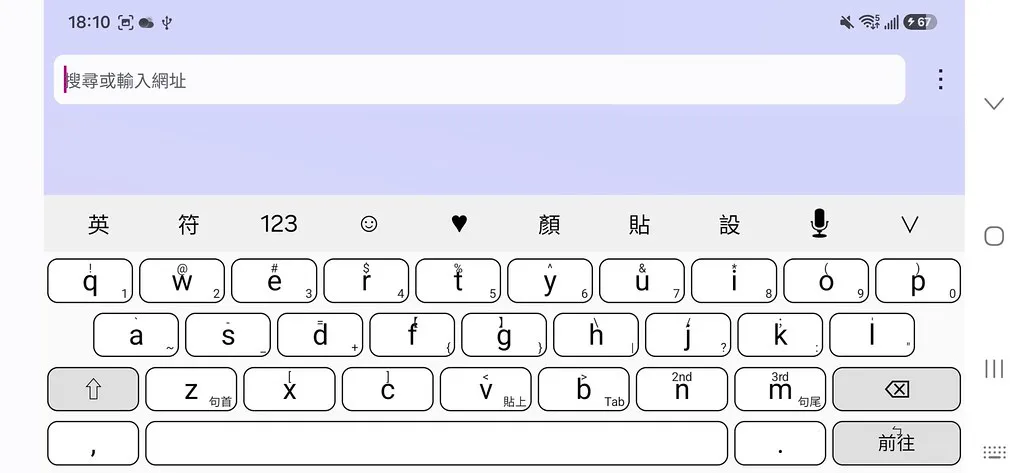 18:10 67
搜尋或輸入網址
英 符 123 ☺ ♥ 顏 貼 設
! @ # $ % ^ & * ( )
q w e r t y u i o p
1 2 3 4 5 6 7 8 9 0
` - = 【 】 \ / ; '
a s d f g h j k l
~ _ + { } | ? : "
[ ] < > 2nd 3rd
z x c v b n m
句首 貼上 Tab 句尾
, . 前往